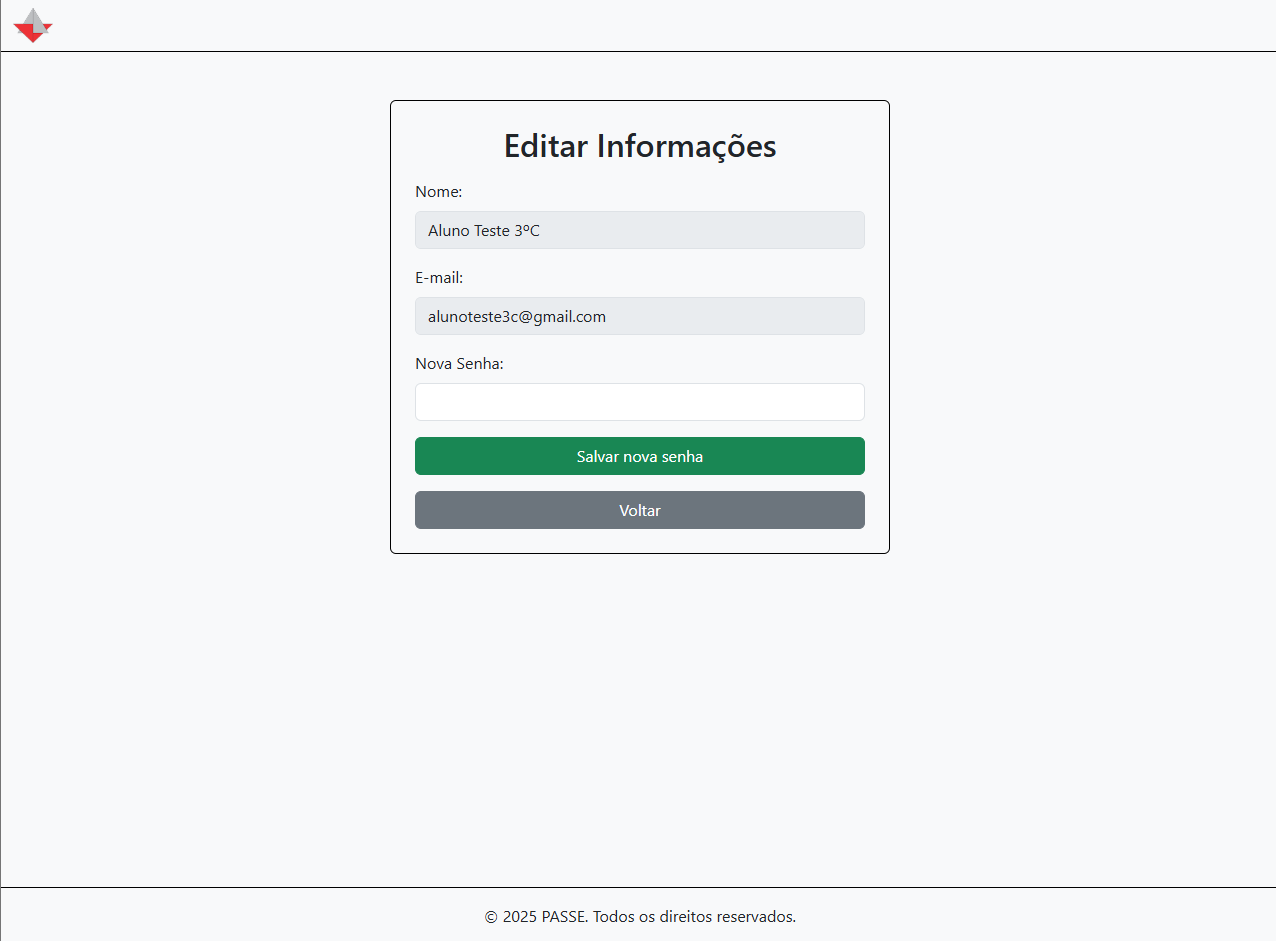 Editar Informações
Nome:
Aluno Teste 3ºC
E-mail:
alunoteste3c@gmail.com
Nova Senha:
Salvar nova senha
Voltar
© 2025 PASSE. Todos os direitos reservados.